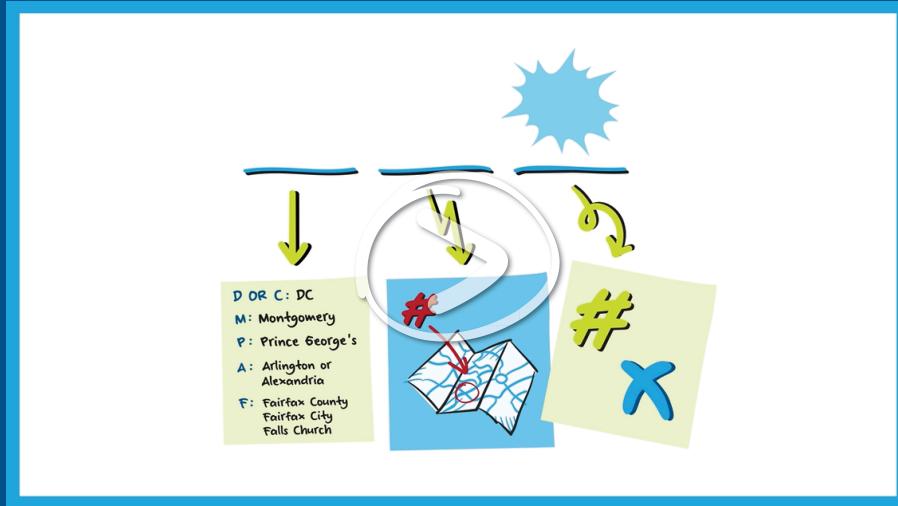 D OR C: DC
M: Montgomery
P: Prince George's
A: Arlington or
Alexandria
F: Fairfax County
Fairfax City
Falls Church
#
#
X